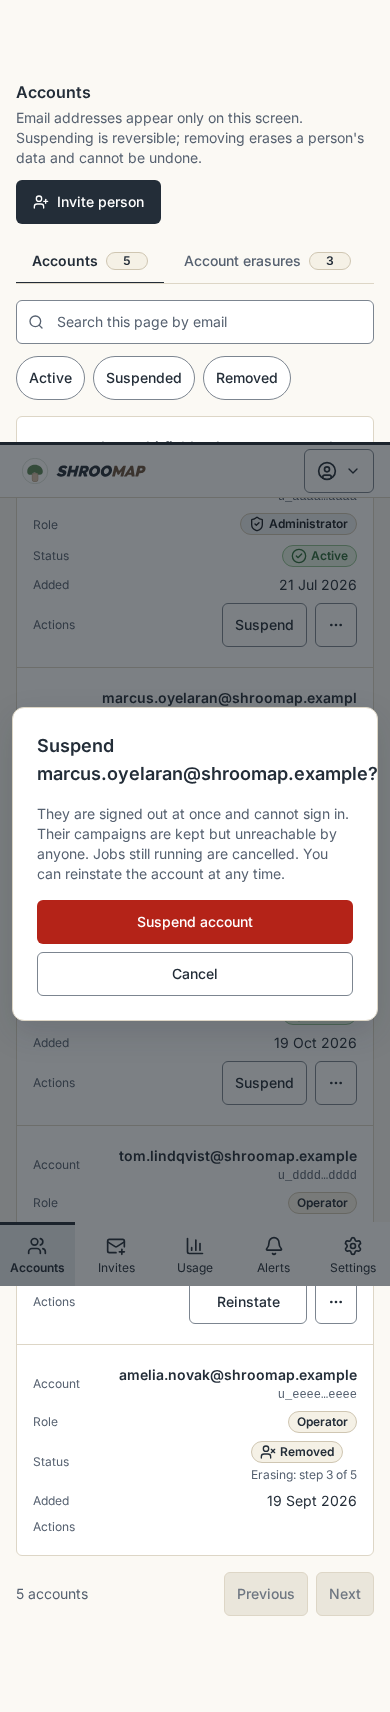 Accounts
Email addresses appear only on this screen.
Suspending is reversible; removing erases a person's
data and cannot be undone.
Invite person
Accounts 5 Account erasures 3
Search this page by email
Active Suspended Removed
SHROOMAP
Role Administrator
Status Active
Added 21 Jul 2026
Actions Suspend
marcus.oyelaran@shroomap.exampl
Suspend
marcus.oyelaran@shroomap.example?
They are signed out at once and cannot sign in.
Their campaigns are kept but unreachable by
anyone. Jobs still running are cancelled. You
can reinstate the account at any time.
Suspend account
Cancel
Added 19 Oct 2026
Actions Suspend
Account tom.lindqvist@shroomap.example
u_dddd…dddd
Role Operator
Accounts Invites Usage Alerts Settings
Actions Reinstate
Account amelia.novak@shroomap.example
u_eeee…eeee
Role Operator
Status Removed
Erasing: step 3 of 5
Added 19 Sept 2026
Actions
5 accounts Previous Next